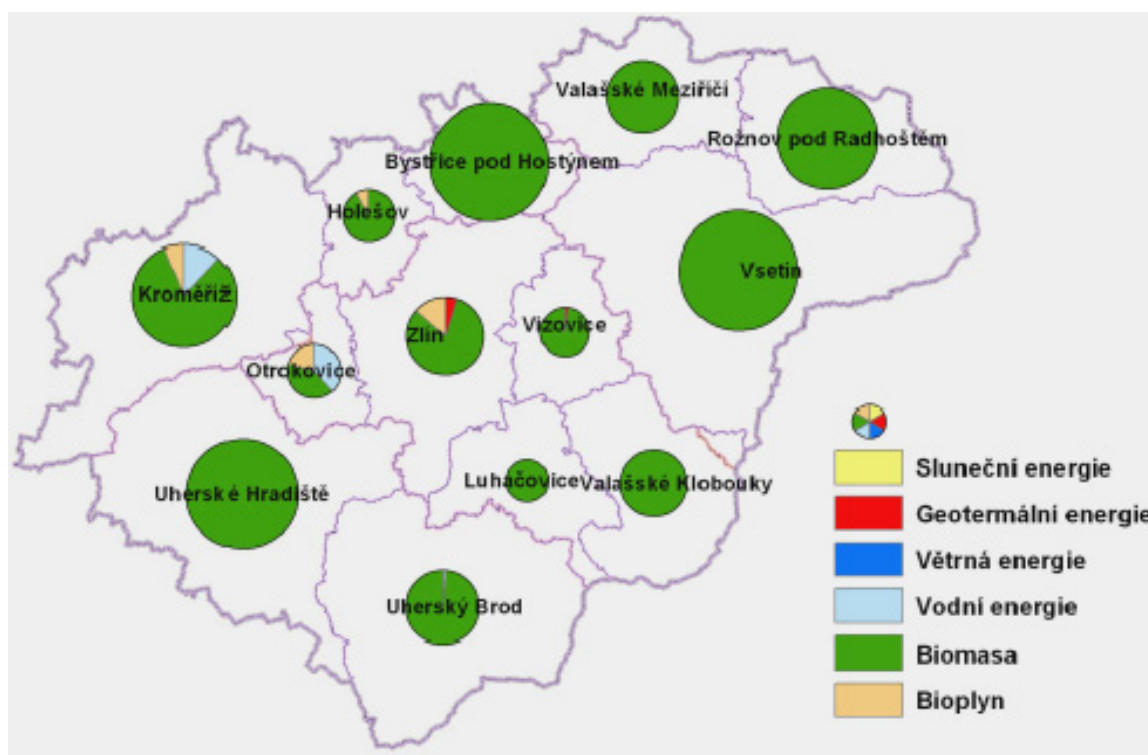 Valašské Meziříčí
Rožnov pod Radhoštěm
Bystřice pod Hostýnem
Holešov
Vsetín
Kroměříž
Zlín
Vizovice
Otrokovice
Luhačovice
Valašské Klobouky
Uherské Hradiště
Uherský Brod
Sluneční energie
Geotermální energie
Větrná energie
Vodní energie
Biomasa
Bioplyn